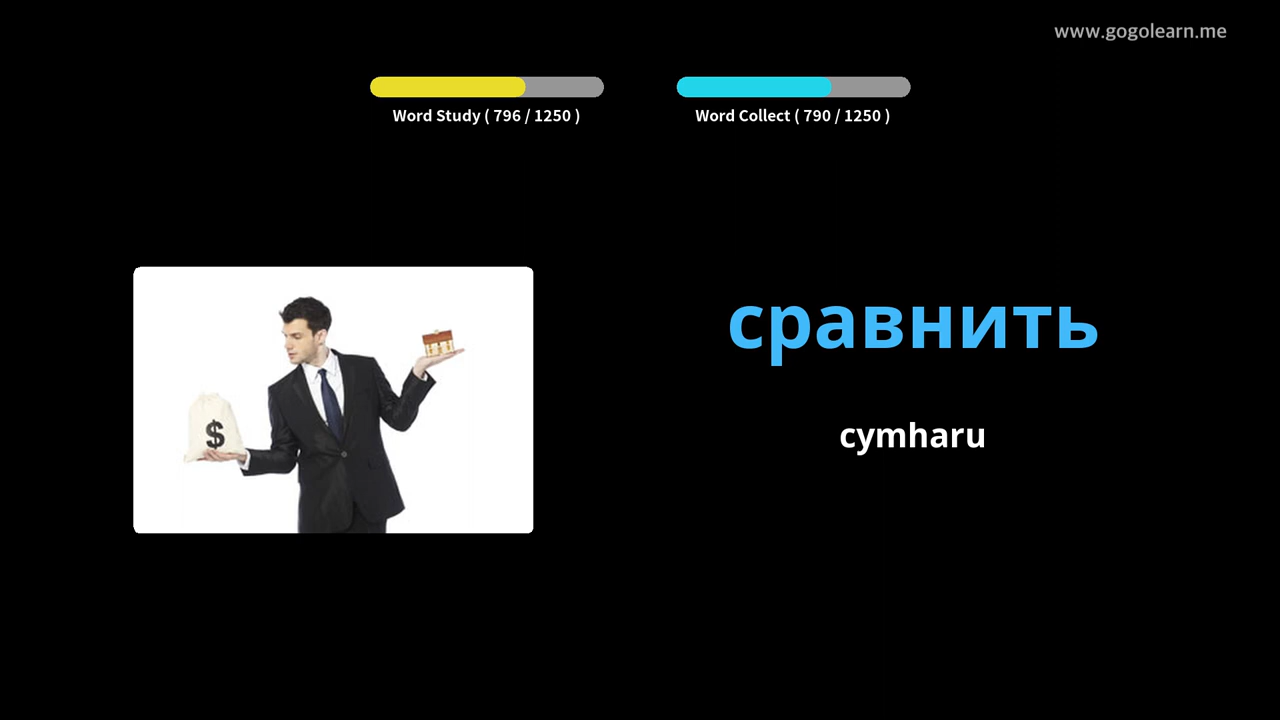 www.gogolearn.me
Word Study ( 796 / 1250 )
Word Collect ( 790 / 1250 )
$
сравнить
cymharu